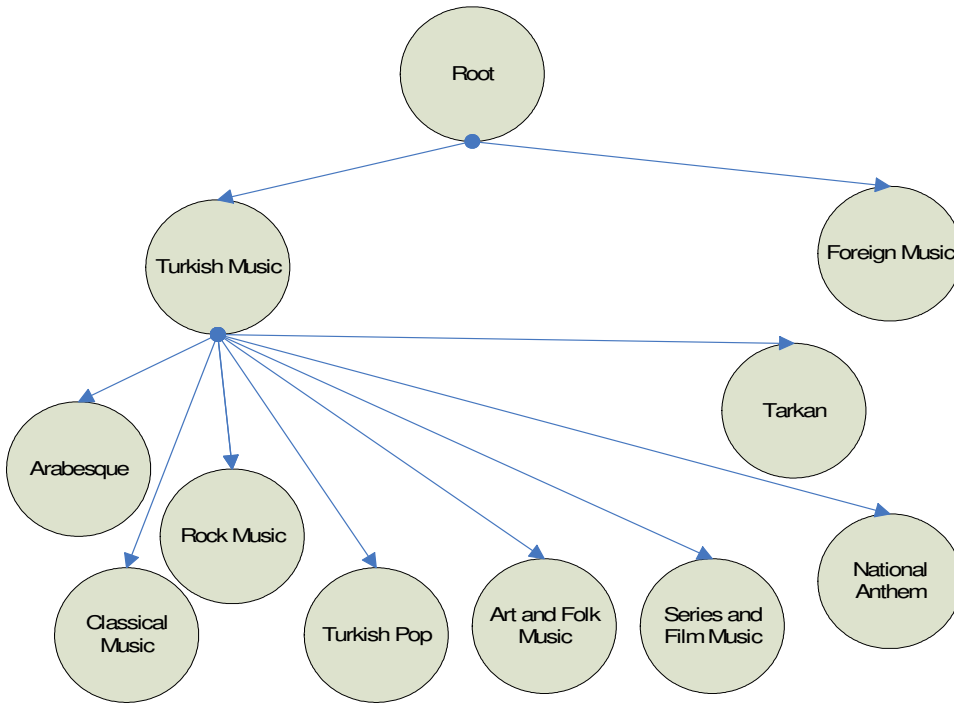 Root
Turkish Music
Foreign Music
Tarkan
Arabesque
Rock Music
National
Anthem
Classical
Music
Turkish Pop
Art and Folk
Music
Series and
Film Music